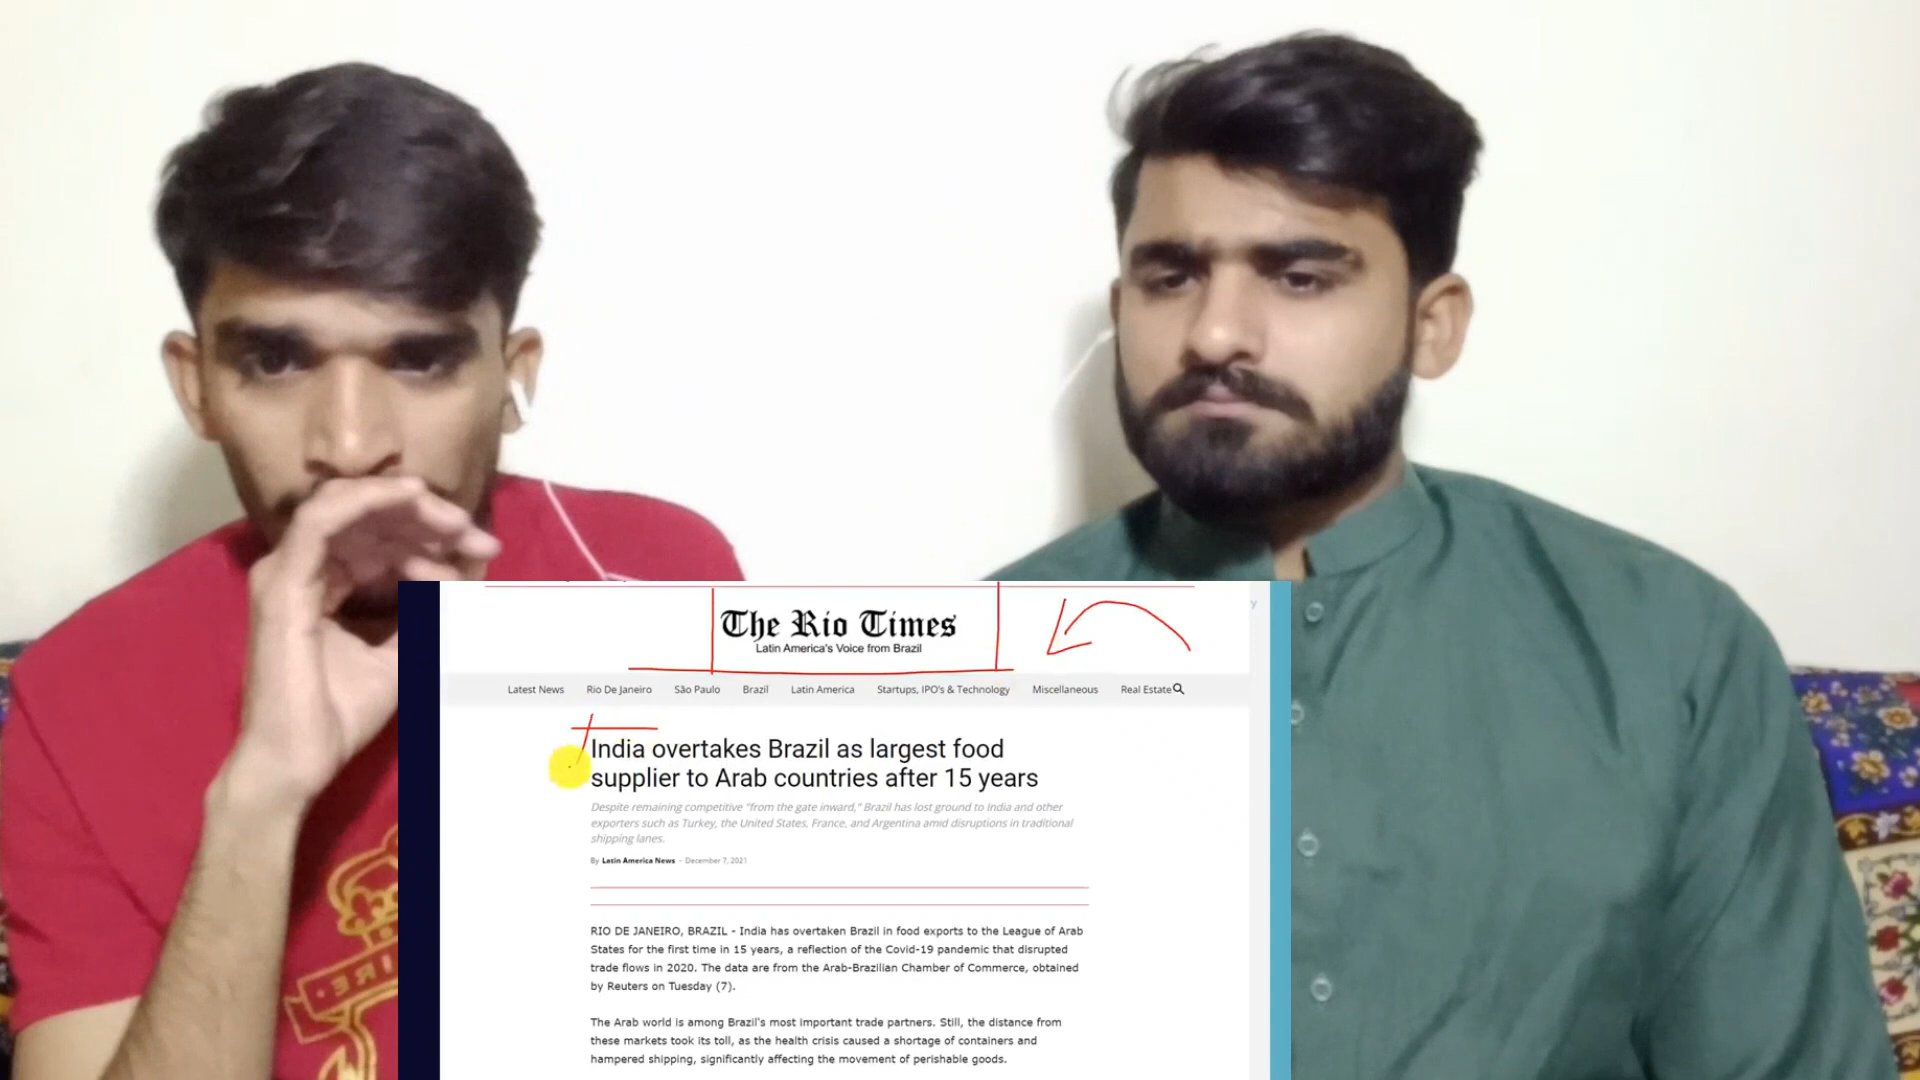 The Rio Times
Latin America's Voice from Brazil
Latest News Rio De Janeiro São Paulo Brazil Latin America Startups, IPO's & Technology Miscellaneous Real Estate
India overtakes Brazil as largest food
supplier to Arab countries after 15 years
Despite remaining competitive "from the gate inward," Brazil has lost ground to India and other
exporters such as Turkey, the United States, France, and Argentina amid disruptions in traditional
shipping lanes.
By Latin America News - December 7, 2021
RIO DE JANEIRO, BRAZIL - India has overtaken Brazil in food exports to the League of Arab
States for the first time in 15 years, a reflection of the Covid-19 pandemic that disrupted
trade flows in 2020. The data are from the Arab-Brazilian Chamber of Commerce, obtained
by Reuters on Tuesday (7).
The Arab world is among Brazil's most important trade partners. Still, the distance from
these markets took its toll, as the health crisis caused a shortage of containers and
hampered shipping, significantly affecting the movement of perishable goods.